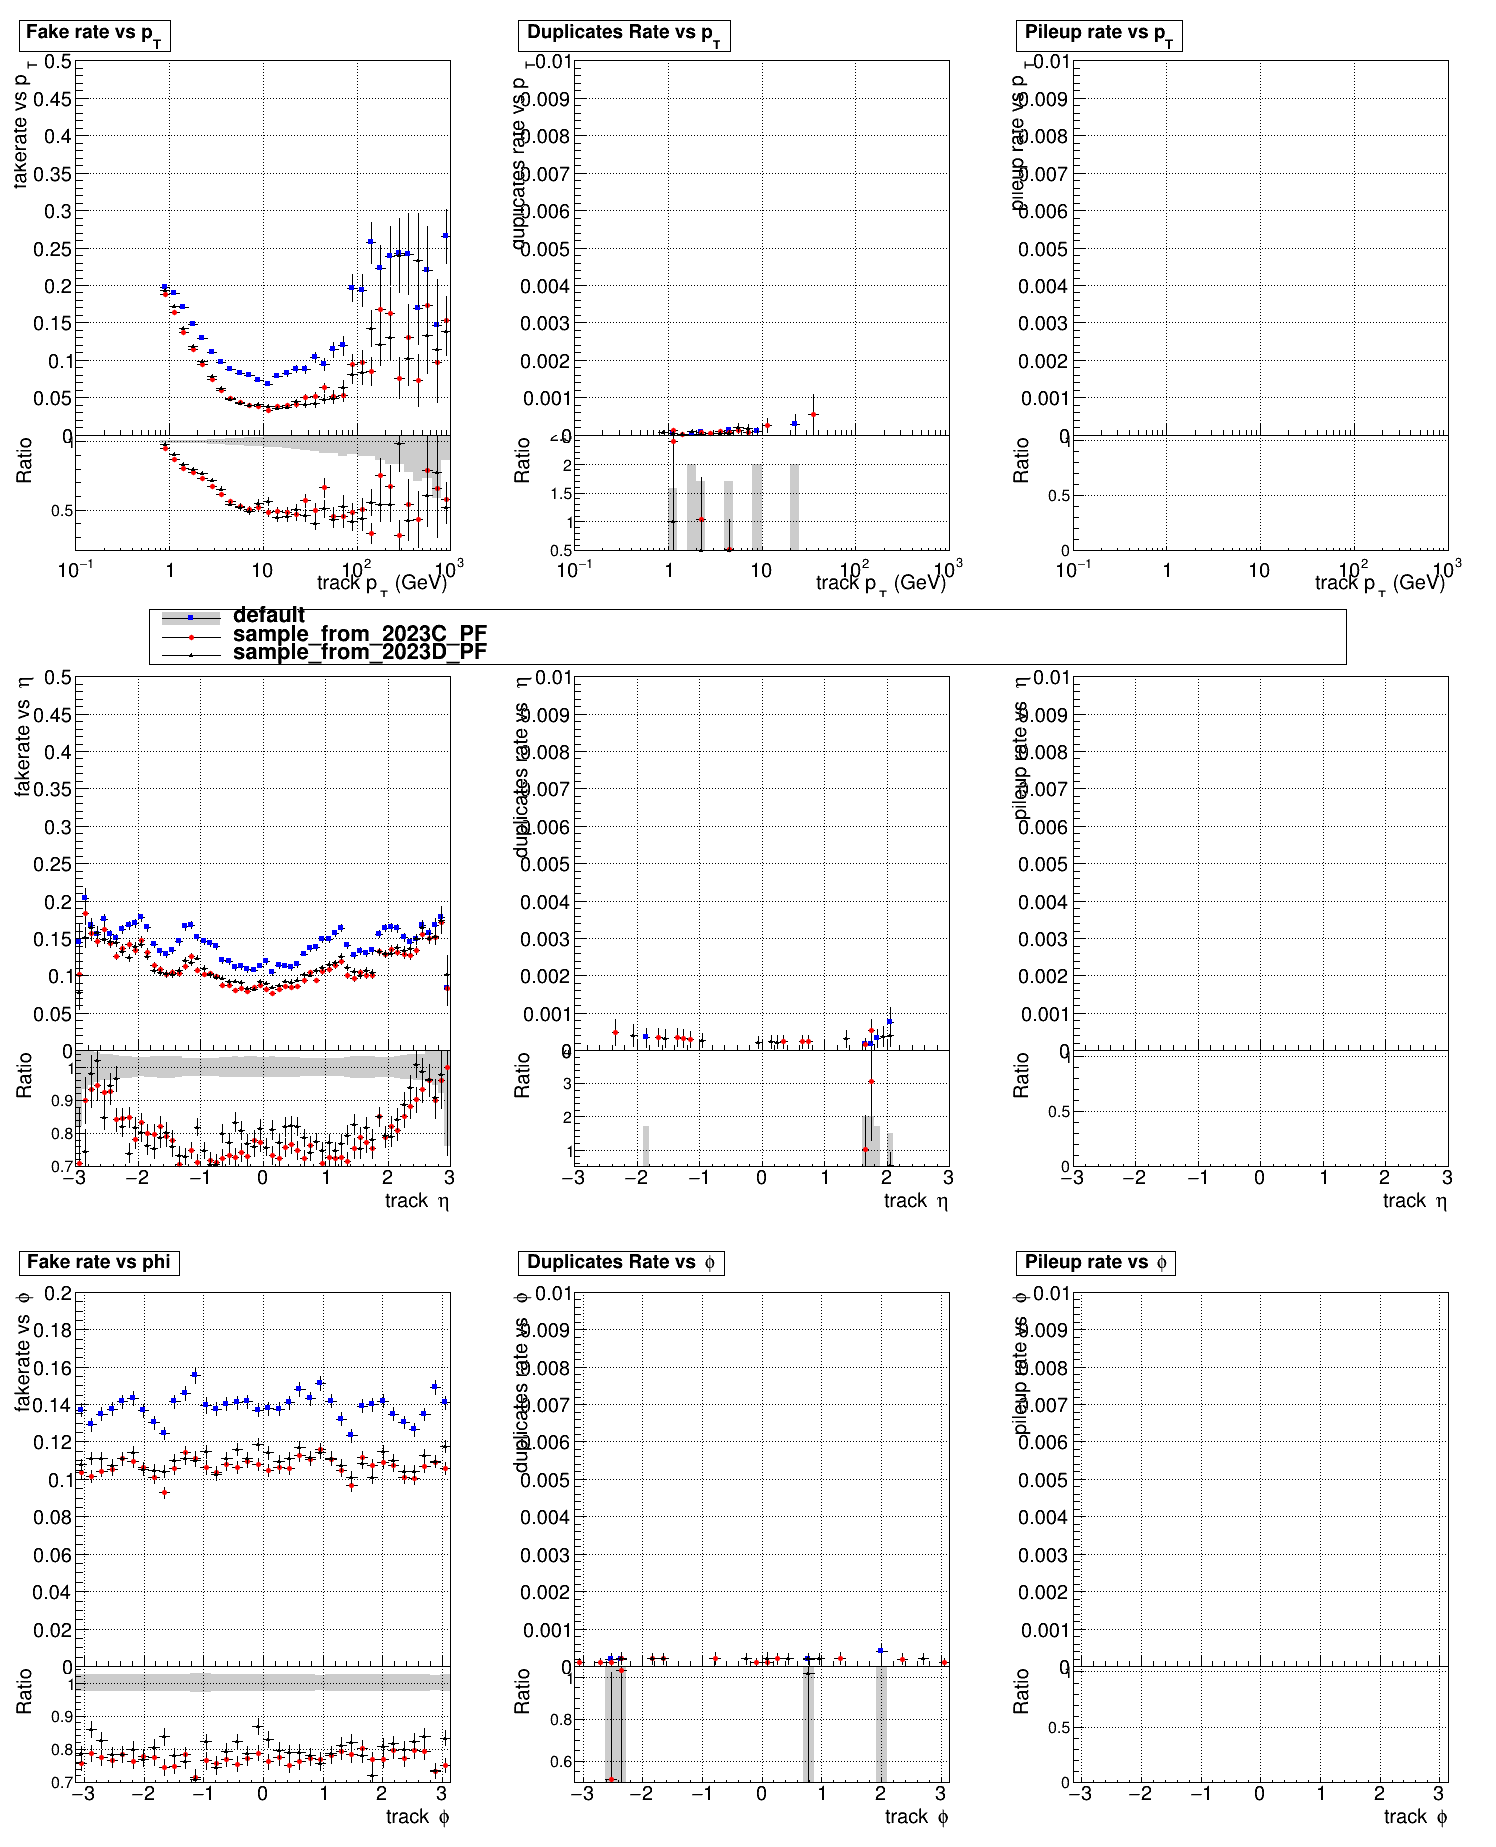 Fake rate vs p_T
Duplicates Rate vs p_T
Pileup rate vs p_T
fakerate vs p_T
0.5
0.45
0.4
0.35
0.3
0.25
0.2
0.15
0.1
0.05
0
Ratio
0.5
10^-1 1 10 10^2 10^3
track p_T (GeV)
duplicates rate vs p_T
0.01
0.009
0.008
0.007
0.006
0.005
0.004
0.003
0.002
0.001
0
Ratio
2
1.5
1
0.5
10^-1 1 10 10^2 10^3
track p_T (GeV)
pileup rate vs p_T
0.01
0.009
0.008
0.007
0.006
0.005
0.004
0.003
0.002
0.001
0
Ratio
1
0.5
0
10^-1 1 10 10^2 10^3
track p_T (GeV)
default
sample_from_2023C_PF
sample_from_2023D_PF
fakerate vs η
0.5
0.45
0.4
0.35
0.3
0.25
0.2
0.15
0.1
0.05
0
Ratio
1
0.9
0.8
0.7
−3 −2 −1 0 1 2 3
track η
duplicates rate vs η
0.01
0.009
0.008
0.007
0.006
0.005
0.004
0.003
0.002
0.001
0
Ratio
3
2
1
−3 −2 −1 0 1 2 3
track η
pileup rate vs η
0.01
0.009
0.008
0.007
0.006
0.005
0.004
0.003
0.002
0.001
0
Ratio
1
0.5
0
−3 −2 −1 0 1 2 3
track η
Fake rate vs phi
Duplicates Rate vs ϕ
Pileup rate vs ϕ
fakerate vs ϕ
0.2
0.18
0.16
0.14
0.12
0.1
0.08
0.06
0.04
0.02
0
Ratio
1
0.9
0.8
0.7
−3 −2 −1 0 1 2 3
track ϕ
duplicates rate vs ϕ
0.01
0.009
0.008
0.007
0.006
0.005
0.004
0.003
0.002
0.001
0
Ratio
1
0.8
0.6
−3 −2 −1 0 1 2 3
track ϕ
pileup rate vs ϕ
0.01
0.009
0.008
0.007
0.006
0.005
0.004
0.003
0.002
0.001
0
Ratio
1
0.5
0
−3 −2 −1 0 1 2 3
track ϕ